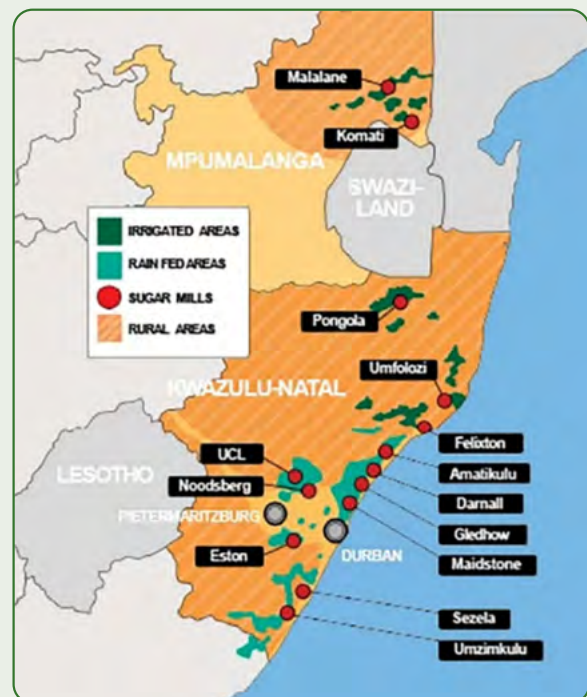 Malalane
Komati
MPUMALANGA
SWAZI-
LAND
IRRIGATED AREAS
RAIN FED AREAS
SUGAR MILLS
RURAL AREAS
Pongola
Umfolozi
KWAZULU-NATAL
Felixton
UCL
Amatikulu
LESOTHO
Noodsberg
Darnall
PIETERMARITZBURG
Gledhow
Eston
DURBAN
Maidstone
Sezela
Umzimkulu